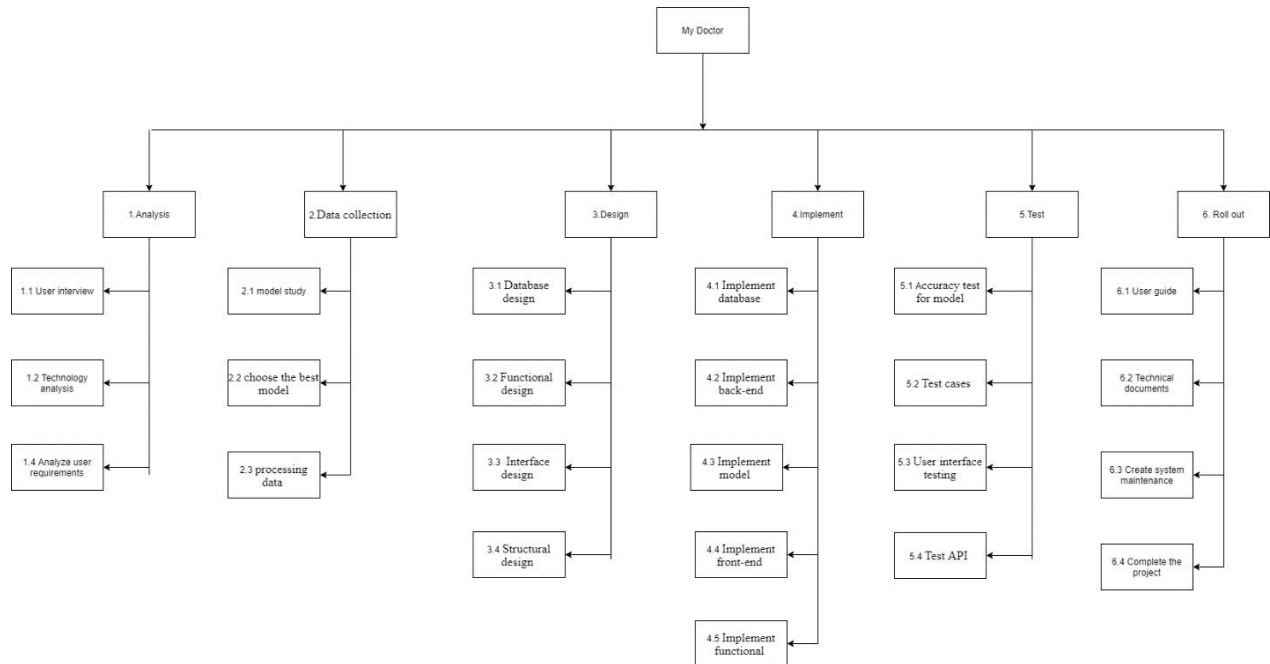 My Doctor
1.Analysis
2.Data collection
3.Design
4.Implement
5.Test
6. Roll out
1.1 User interview
1.2 Technology
analysis
1.4 Analyze user
requirements
2.1 model study
2.2 choose the best
model
2.3 processing
data
3.1 Database
design
3.2 Functional
design
3.3 Interface
design
3.4 Structural
design
4.1 Implement
database
4.2 Implement
back-end
4.3 Implement
model
4.4 Implement
front-end
4.5 Implement
functional
5.1 Accuracy test
for model
5.2 Test cases
5.3 User interface
testing
5.4 Test API
6.1 User guide
6.2 Technical
documents
6.3 Create system
maintenance
6.4 Complete the
project